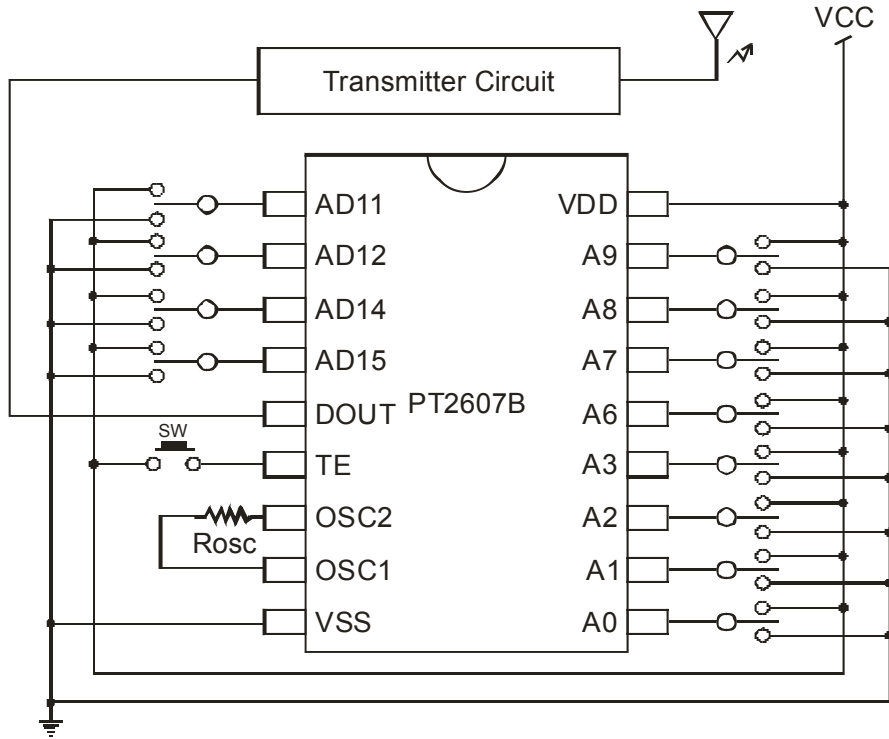 VCC
Transmitter Circuit
AD11
VDD
AD12
A9
AD14
A8
AD15
A7
PT2607B
DOUT
A6
SW
TE
A3
OSC2
A2
Rosc
OSC1
A1
VSS
A0